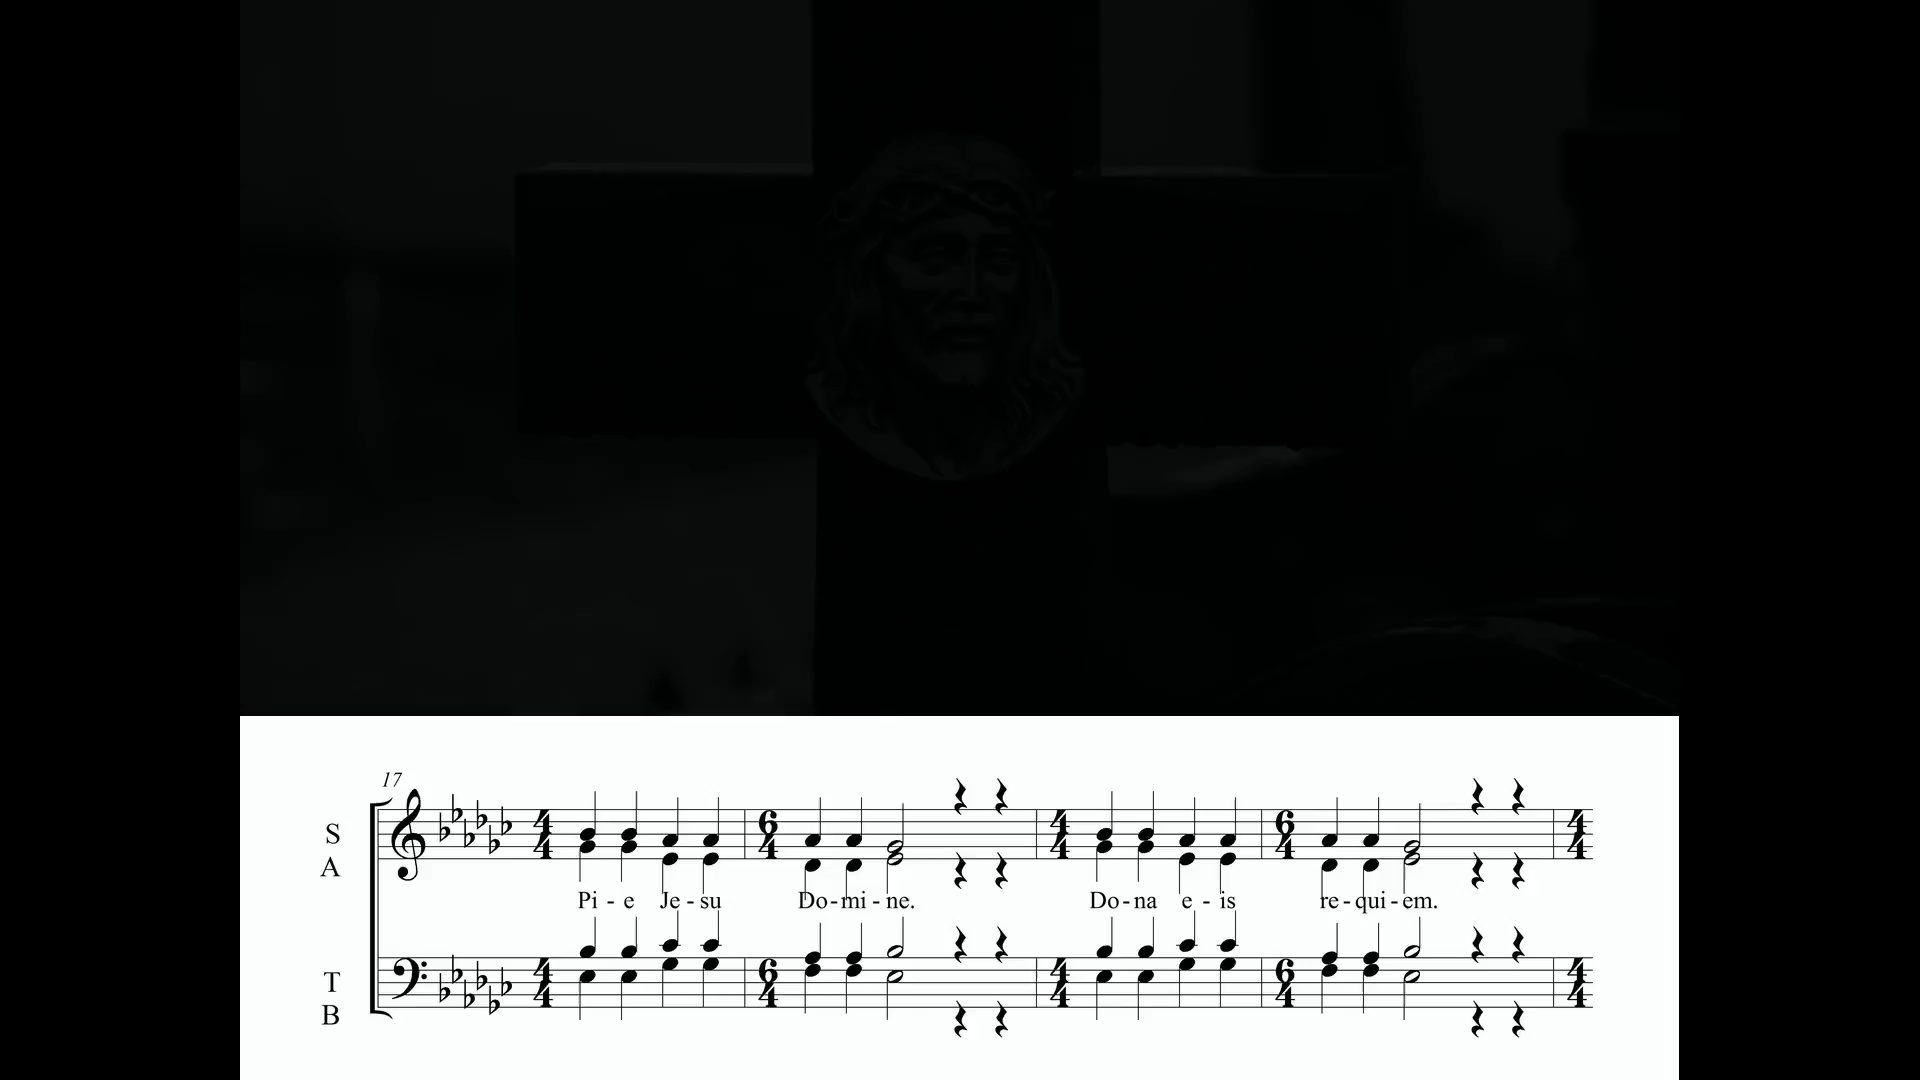 17
S
A
Pi - e Je - su Do - mi - ne. Do - na e - is re - qui - em.
T
B